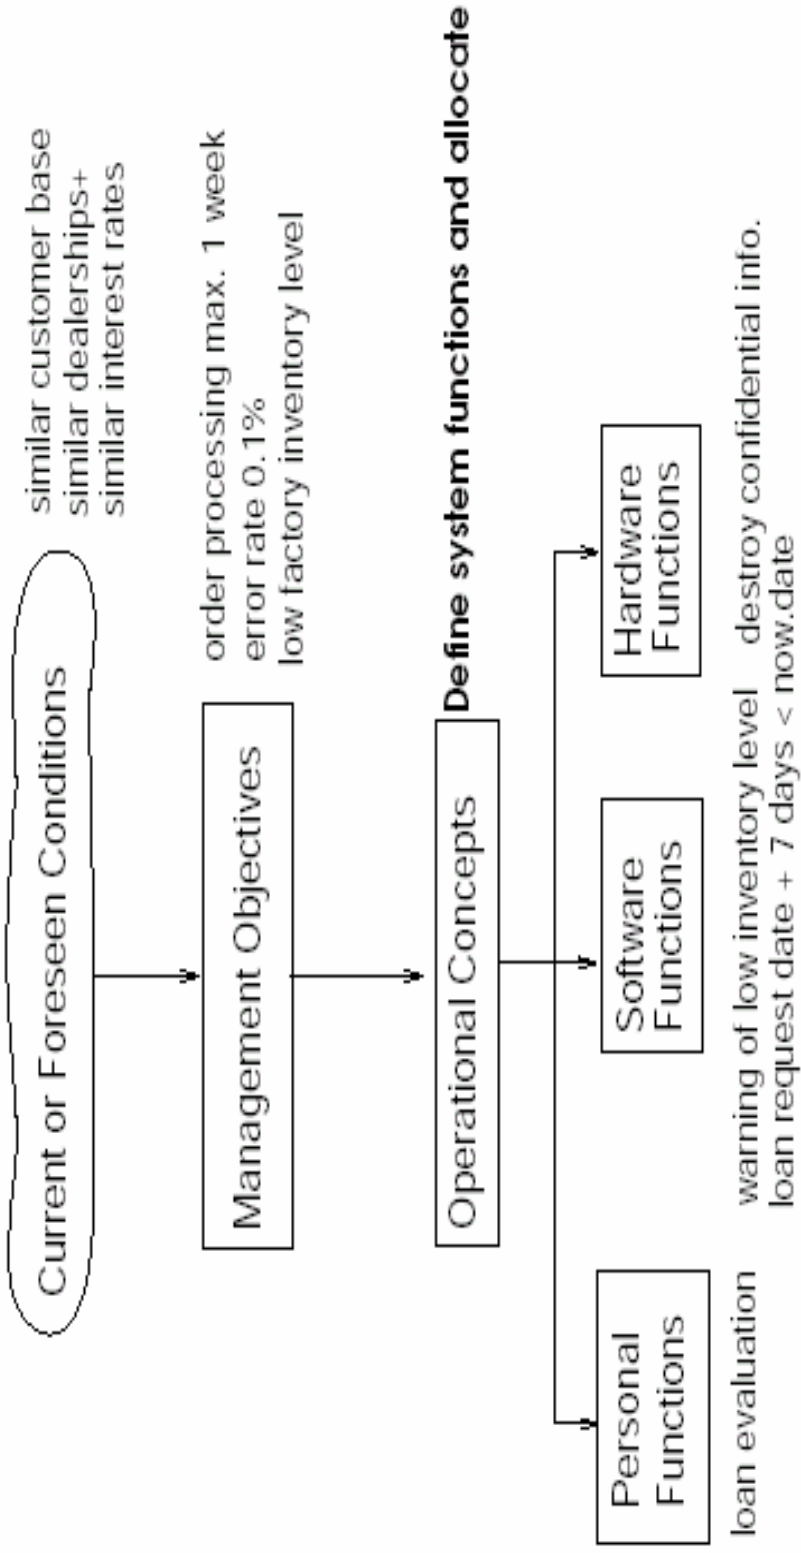 Current or Foreseen Conditions
similar customer base
similar dealerships+
similar interest rates
Management Objectives
order processing max. 1 week
error rate 0.1%
low factory inventory level
Operational Concepts
Define system functions and allocate
Personal
Functions
Software
Functions
Hardware
Functions
loan evaluation
warning of low inventory level
loan request date + 7 days < now.date
destroy confidential info.